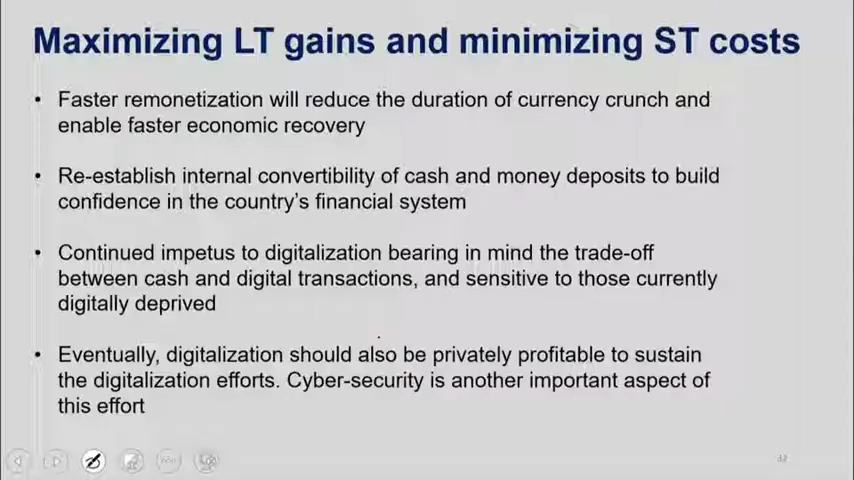 Maximizing LT gains and minimizing ST costs
• Faster remonetization will reduce the duration of currency crunch and
enable faster economic recovery
• Re-establish internal convertibility of cash and money deposits to build
confidence in the country's financial system
• Continued impetus to digitalization bearing in mind the trade-off
between cash and digital transactions, and sensitive to those currently
digitally deprived
• Eventually, digitalization should also be privately profitable to sustain
the digitalization efforts. Cyber-security is another important aspect of
this effort